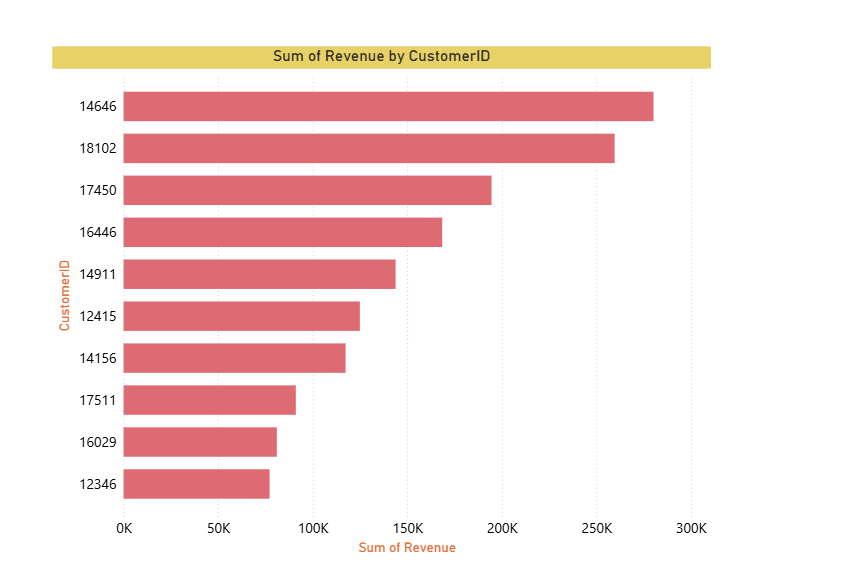 Sum of Revenue by CustomerID
CustomerID
14646
18102
17450
16446
14911
12415
14156
17511
16029
12346
0K 50K 100K 150K 200K 250K 300K
Sum of Revenue